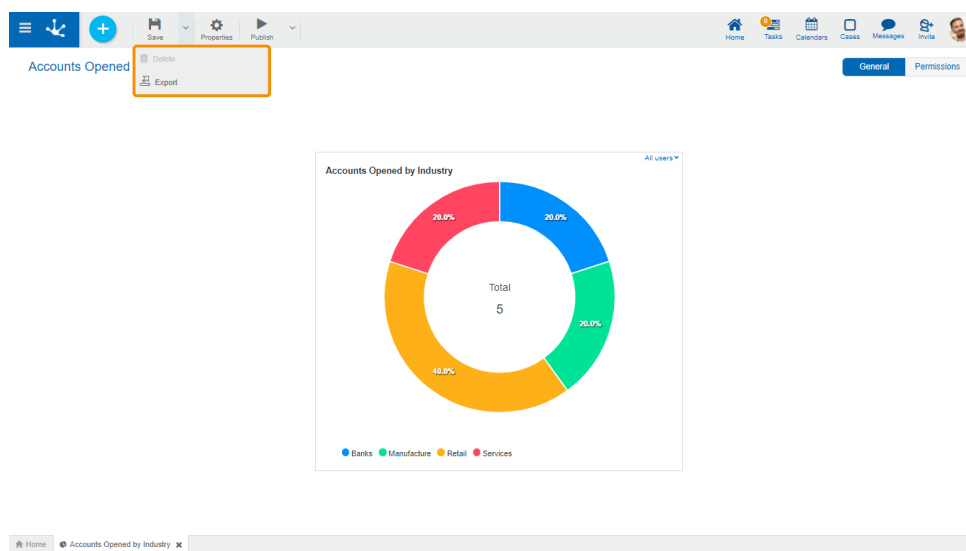 Save
Properties
Publish
Home
9
Tasks
Calendars
Cases
Messages
Invite
Accounts Opened
Delete
Export
General
Permissions
All users
Accounts Opened by Industry
20.0%
20.0%
Total
5
20.0%
40.0%
Banks Manufacture Retail Services
Home
Accounts Opened by Industry